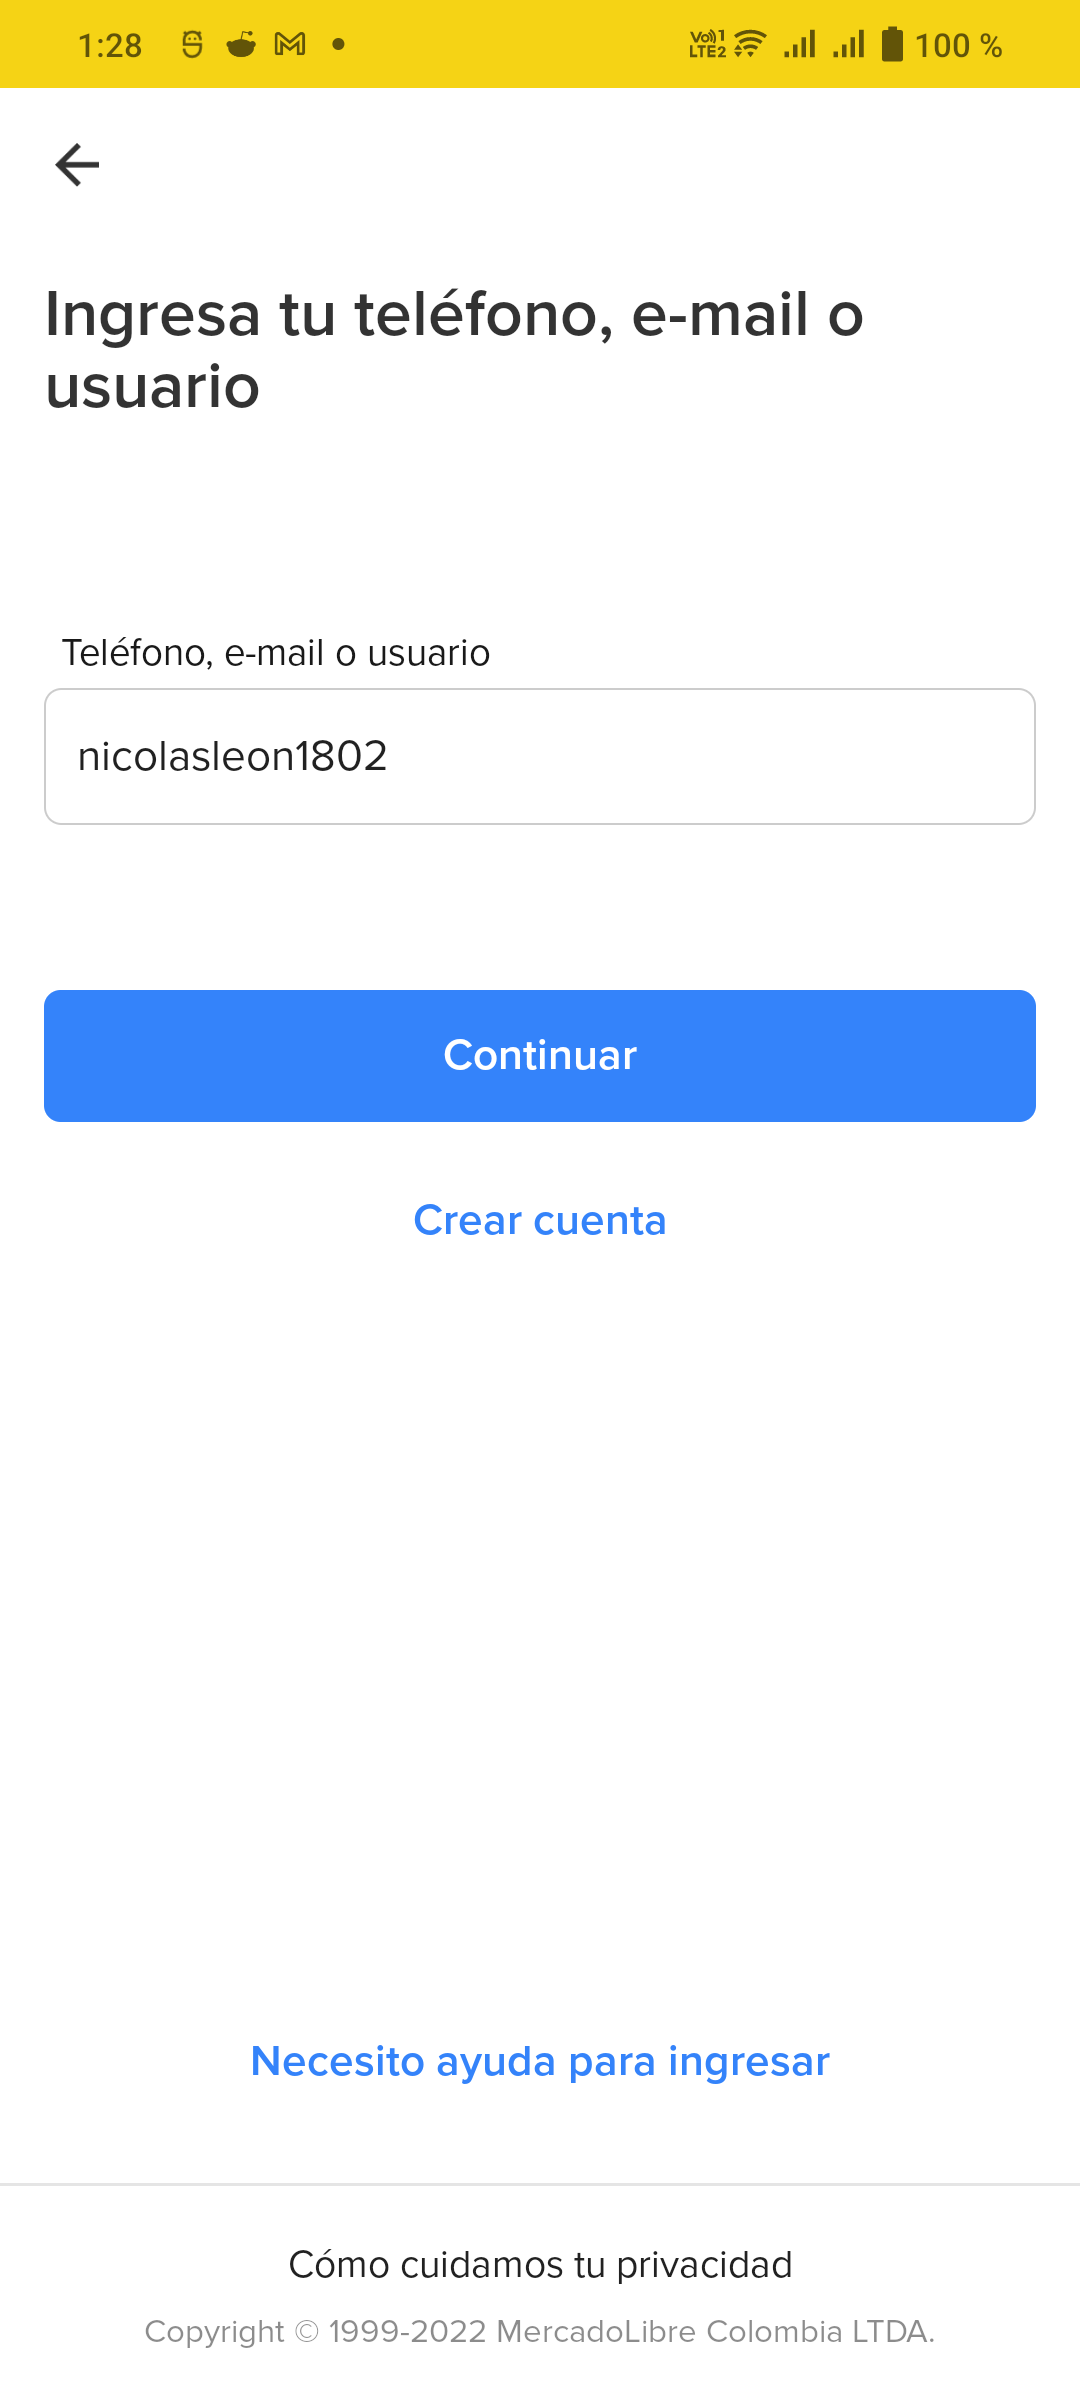 1:28
Vo)) 1
LTE2
100 %
Ingresa tu teléfono, e-mail o
usuario
Teléfono, e-mail o usuario
nicolasleon1802
Continuar
Crear cuenta
Necesito ayuda para ingresar
Cómo cuidamos tu privacidad
Copyright © 1999-2022 MercadoLibre Colombia LTDA.